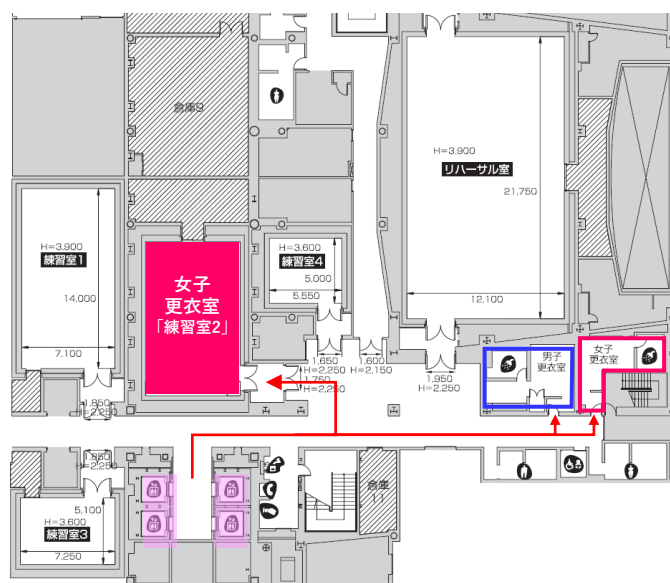 倉庫9
H=3,900
リハーサル室
21,750
12,100
H=3,900
練習室1
14,000
7,100
女子
更衣室
「練習室2」
H=3,600
練習室4
5,000
5,550
1,650
H=2,250
1,750
H=2,250
1,600
H=2,150
1,950
H=2,250
男子
更衣室
女子
更衣室
1,850
H=2,250
1,850
H=2,250
倉庫
11
5,100
H=3,600
練習室3
7,250